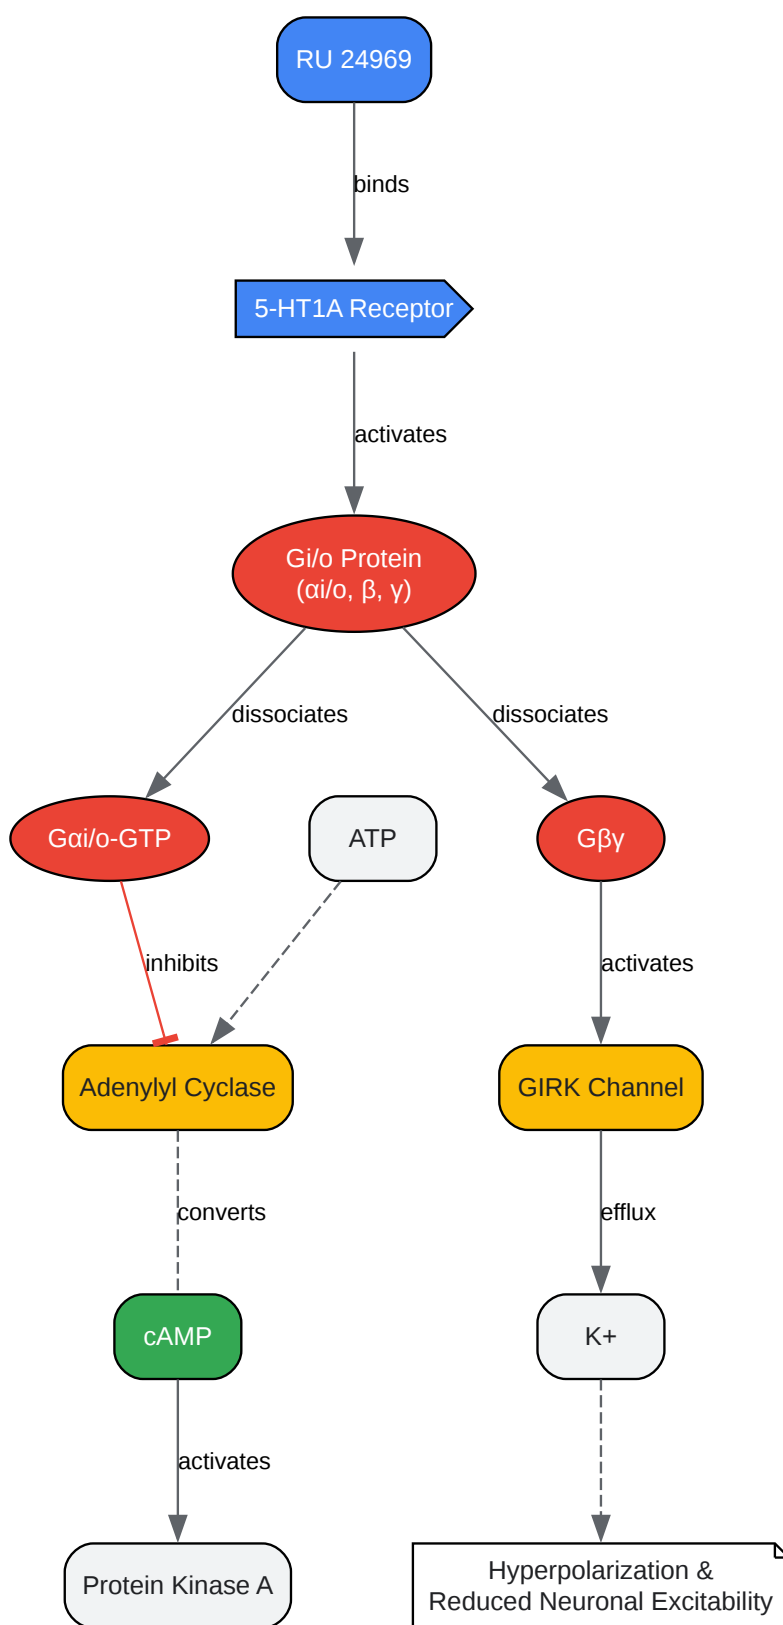 RU 24969
binds
5-HT1A Receptor
activates
Gi/o Protein
(αi/o, β, γ)
dissociates
dissociates
Gαi/o-GTP
ATP
Gβγ
inhibits
activates
Adenylyl Cyclase
GIRK Channel
converts
efflux
cAMP
K+
activates
Protein Kinase A
Hyperpolarization &
Reduced Neuronal Excitability